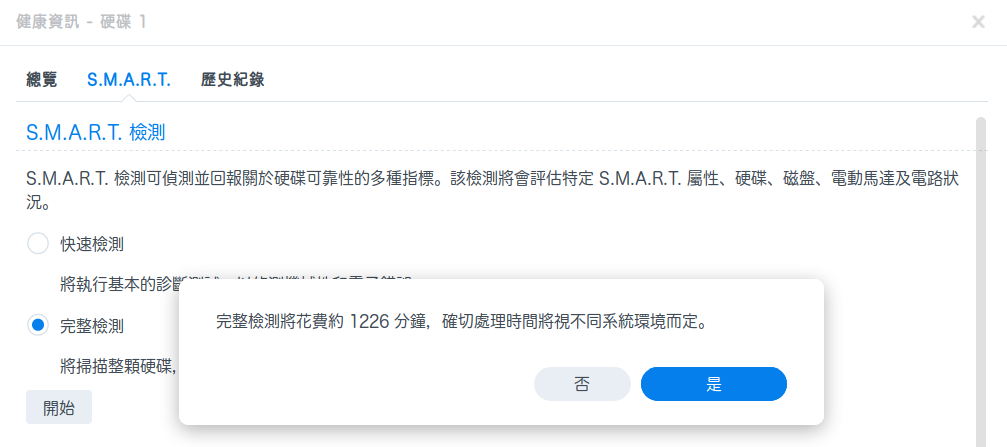 健康資訊 - 硬碟 1
總覽 S.M.A.R.T. 歷史紀錄
S.M.A.R.T. 檢測
S.M.A.R.T. 檢測可偵測並回報關於硬碟可靠性的多種指標。該檢測將會評估特定 S.M.A.R.T. 屬性、硬碟、磁盤、電動馬達及電路狀
況。
快速檢測
將執行基本的診斷
完整檢測將花費約 1226 分鐘，確切處理時間將視不同系統環境而定。
完整檢測
將掃描整顆硬碟，
否 是
開始